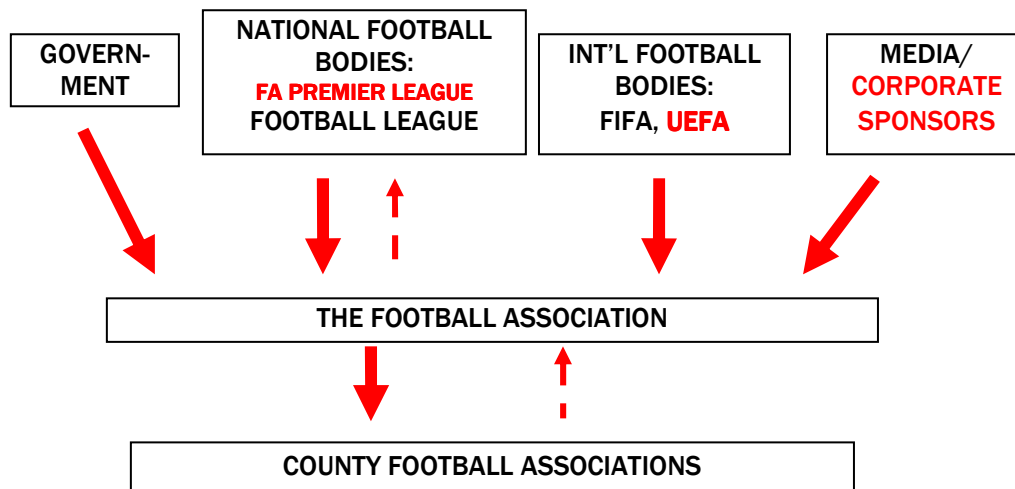 GOVERN-
MENT
NATIONAL FOOTBALL
BODIES:
FA PREMIER LEAGUE
FOOTBALL LEAGUE
INT'L FOOTBALL
BODIES:
FIFA, UEFA
MEDIA/
CORPORATE
SPONSORS
THE FOOTBALL ASSOCIATION
COUNTY FOOTBALL ASSOCIATIONS